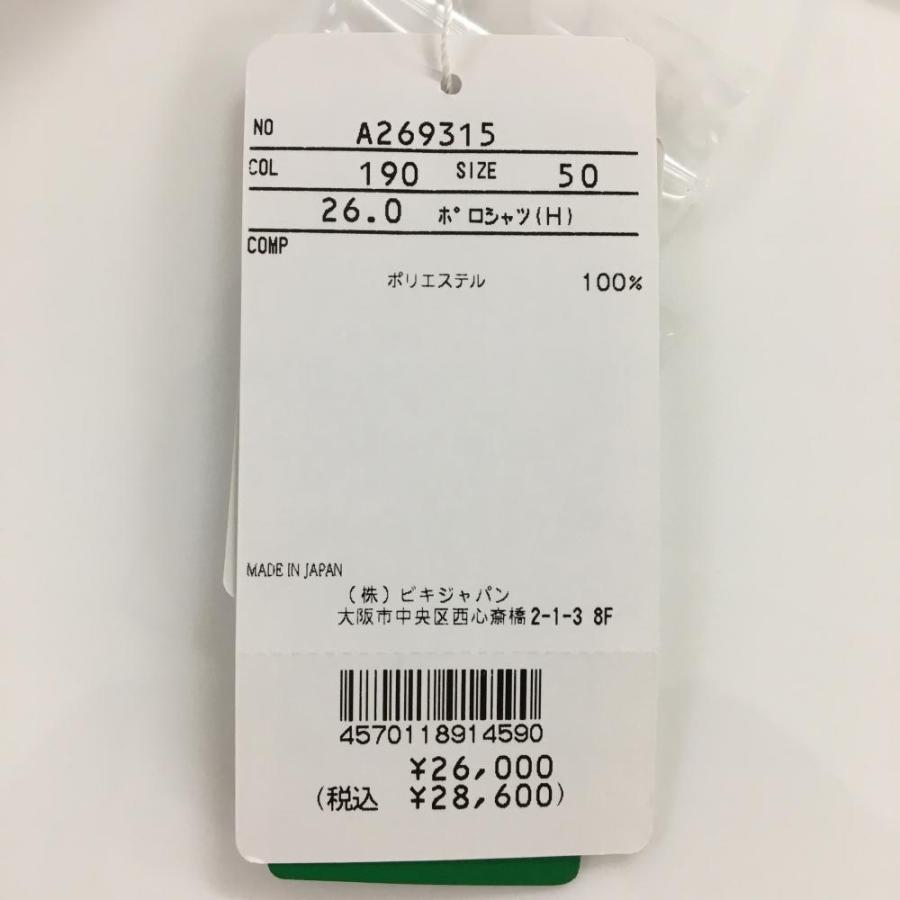 NO A269315
COL 190 SIZE 50
26.0 ポロシャツ(H)
COMP
ポリエステル 100%
MADE IN JAPAN
(株)ビキジャパン
大阪市中央区西心斎橋2-1-3 8F
4570118914590
¥26,000
(税込 ¥28,600)